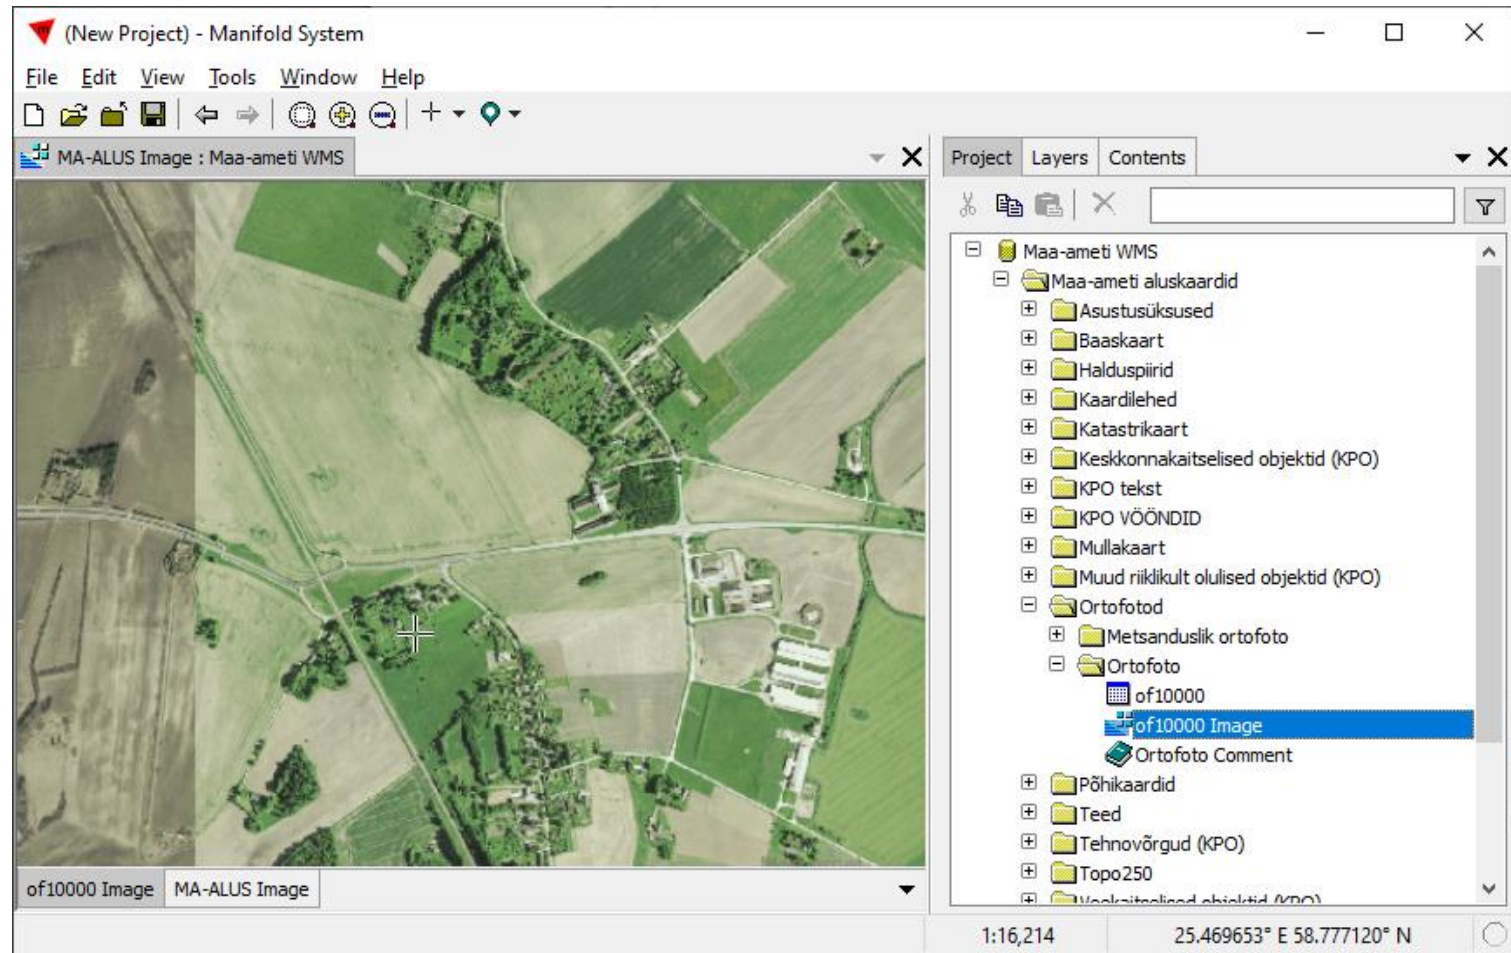 (New Project) - Manifold System
File Edit View Tools Window Help
MA-ALUS Image : Maa-ameti WMS
of10000 Image MA-ALUS Image
Project Layers Contents
Maa-ameti WMS
Maa-ameti aluskaardid
Asustusüksused
Baaskaart
Halduspiirid
Kaardilehed
Katastrikaart
Keskkonnakaitselised objektid (KPO)
KPO tekst
KPO VÖÖNDID
Mullakaart
Muud riiklikult olulised objektid (KPO)
Ortofotod
Metsanduslik ortofoto
Ortofoto
of10000
of10000 Image
Ortofoto Comment
Põhikaardid
Teed
Tehnovõrgud (KPO)
Topo250
Veekaitselised objektid (KPO)
1:16,214 25.469653° E 58.777120° N